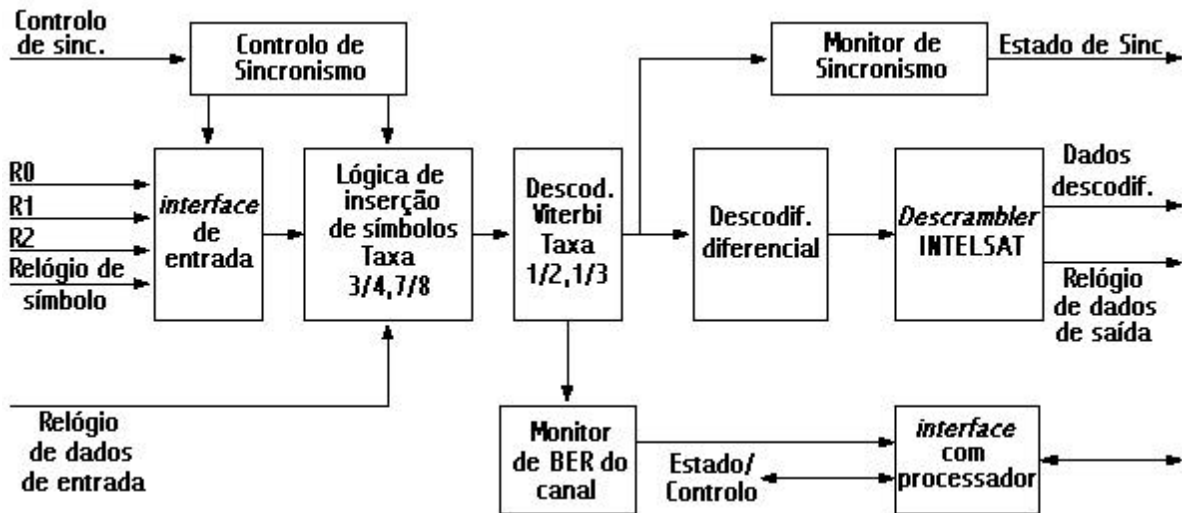 Controlo
de sinc.
Controlo de
Sincronismo
Monitor de
Sincronismo
Estado de Sinc
R0
R1
R2
Relógio de
símbolo
interface
de
entrada
Lógica de
inserção
de símbolos
Taxa
3/4,7/8
Descod.
Viterbi
Taxa
1/2,1/3
Descodif.
diferencial
Descrambler
INTELSAT
Dados
descodif.
Relógio
de dados
de saída
Relógio
de dados
de entrada
Monitor
de BER do
canal
Estado/
Controlo
interface
com
processador